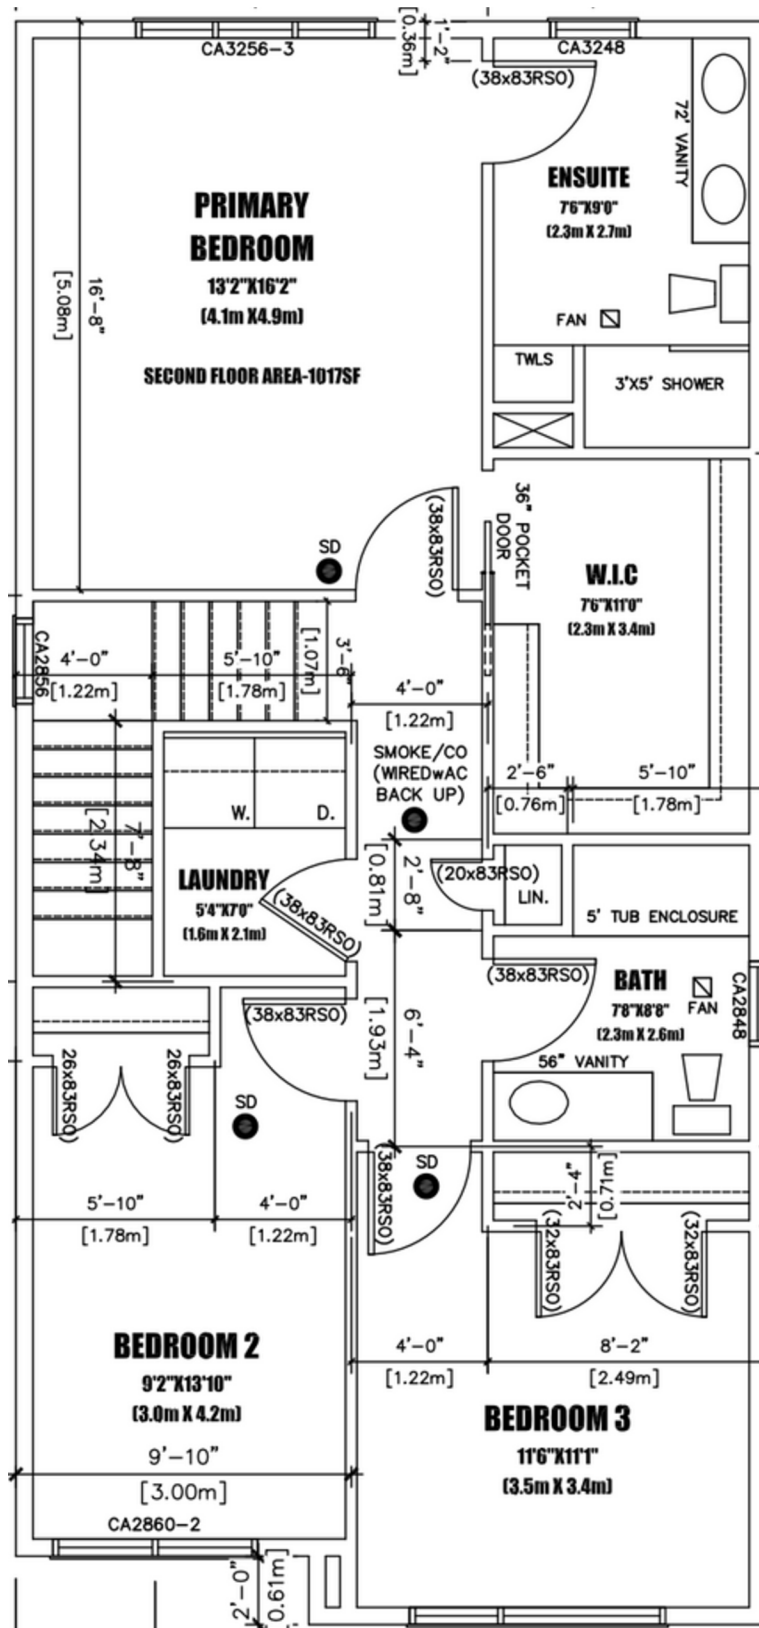 CA3256-3
1'-2"
[0.36m]
CA3248
(38x83RSO)
72' VANITY
ENSUITE
7'6"X9'0"
(2.3m X 2.7m)
PRIMARY
BEDROOM
13'2"X16'2"
(4.1m X4.9m)
16'-8"
[5.08m]
FAN
SECOND FLOOR AREA-1017SF
TWLS
3'X5' SHOWER
(38x83RSO)
36" POCKET
DOOR
SD
W.I.C
7'6"X11'0"
(2.3m X 3.4m)
CA2856
4'-0"
[1.22m]
5'-10"
[1.78m]
3'-6"
[1.07m]
4'-0"
[1.22m]
SMOKE/CO
(WIREDwAC
BACK UP)
2'-6"
[0.76m]
5'-10"
[1.78m]
W.
D.
7'-8"
[2.34m]
LAUNDRY
5'4"X7'0"
(1.6m X 2.1m)
(38x83RSO)
2'-8"
[0.81m]
(20x83RSO)
LIN.
5' TUB ENCLOSURE
(38x83RSO)
(38x83RSO)
6'-4"
[1.93m]
BATH
7'8"X8'8"
(2.3m X 2.6m)
FAN
CA2848
26x83RSO)
26x83RSO)
56" VANITY
SD
(38x83RSO)
SD
2'-4"
[0.71m]
5'-10"
[1.78m]
4'-0"
[1.22m]
(32x83RSO)
(32x83RSO)
BEDROOM 2
9'2"X13'10"
(3.0m X 4.2m)
4'-0"
[1.22m]
8'-2"
[2.49m]
BEDROOM 3
11'6"X11'1"
(3.5m X 3.4m)
9'-10"
[3.00m]
CA2860-2
2'-0"
[0.61m]